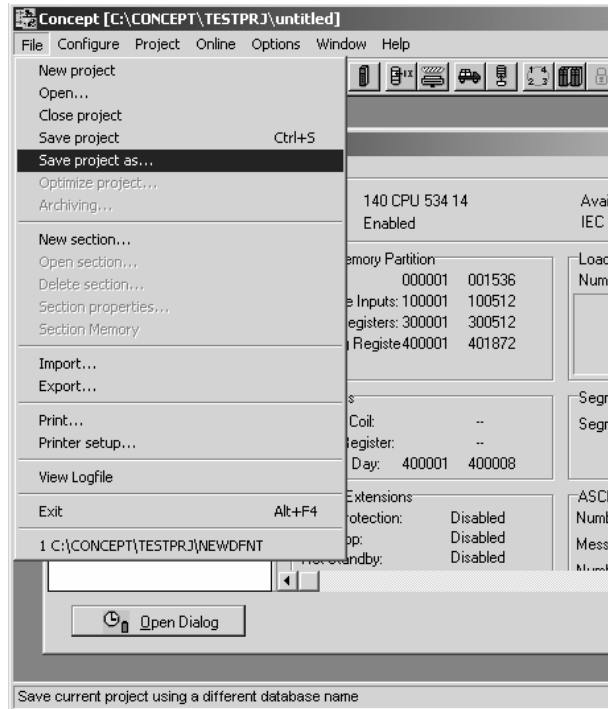 Concept [C:\CONCEPT\TESTPRJ\untitled]
File Configure Project Online Options Window Help
New project
Open...
Close project
Save project Ctrl+S
Save project as...
Optimize project...
Archiving...
New section...
Open section...
Delete section...
Section properties...
Section Memory
Import...
Export...
Print...
Printer setup...
View Logfile
Exit Alt+F4
1 C:\CONCEPT\TESTPRJ\NEWDFNT
140 CPU 534 14
Enabled
Avai
IEC
emory Partition
000001 001536
e Inputs: 100001 100512
egisters: 300001 300512
Registe 400001 401872
Load
Num
s
Coil: --
egister: --
Day: 400001 400008
Segr
Segr
Extensions
otection: Disabled
op: Disabled
Standby: Disabled
ASCI
Numb
Mess
Open Dialog
Save current project using a different database name